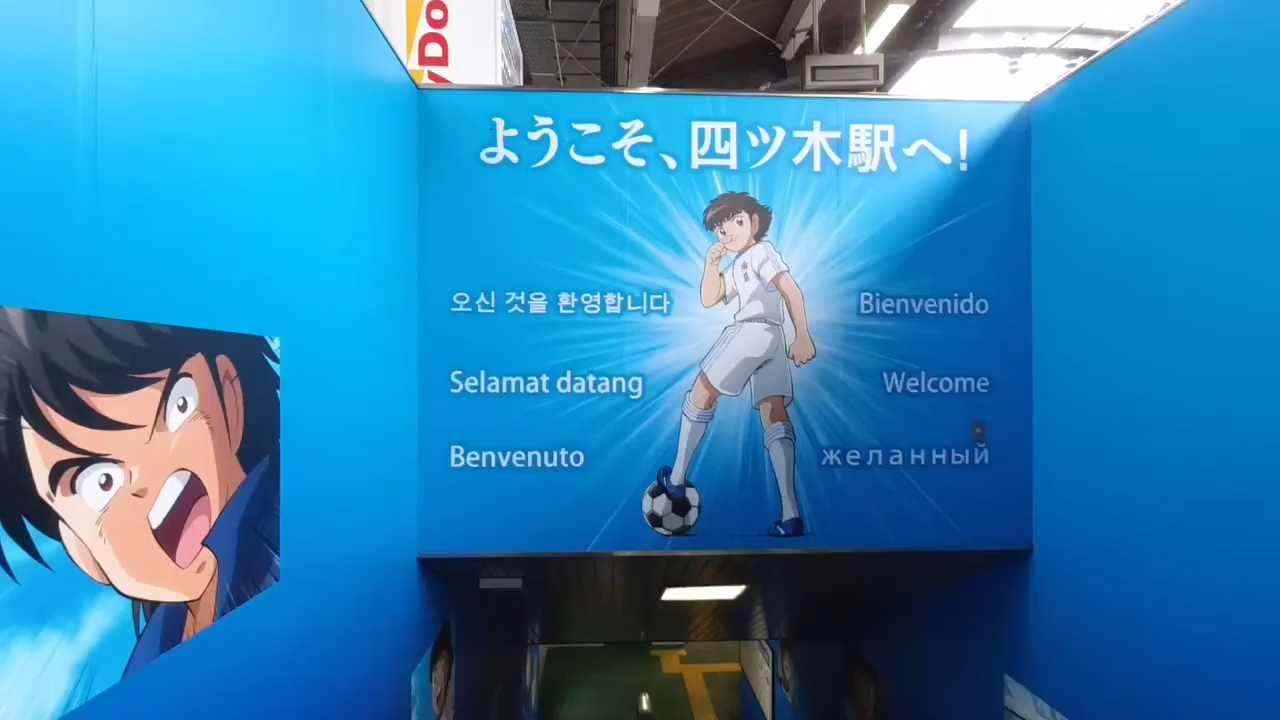 ようこそ、四ツ木駅へ!
오신 것을 환영합니다
Bienvenido
Selamat datang
Welcome
Benvenuto
желанный